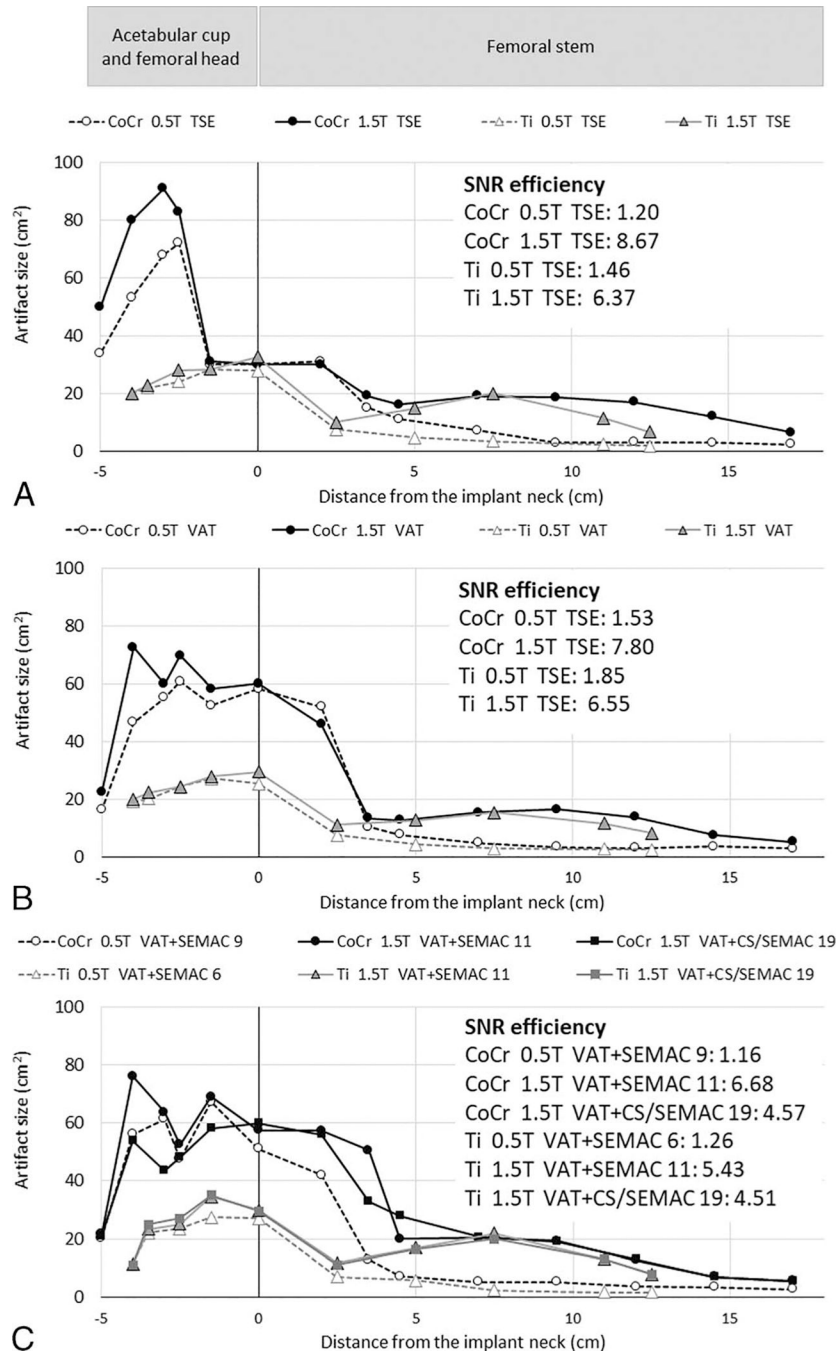 Acetabular cup
and femoral head
Femoral stem
CoCr 0.5T TSE CoCr 1.5T TSE Ti 0.5T TSE Ti 1.5T TSE
Artifact size (cm²)
100
80
60
40
20
0
-5 0 5 10 15
Distance from the implant neck (cm)
SNR efficiency
CoCr 0.5T TSE: 1.20
CoCr 1.5T TSE: 8.67
Ti 0.5T TSE: 1.46
Ti 1.5T TSE: 6.37
A
CoCr 0.5T VAT CoCr 1.5T VAT Ti 0.5T VAT Ti 1.5T VAT
Artifact size (cm²)
100
80
60
40
20
0
-5 0 5 10 15
Distance from the implant neck (cm)
SNR efficiency
CoCr 0.5T TSE: 1.53
CoCr 1.5T TSE: 7.80
Ti 0.5T TSE: 1.85
Ti 1.5T TSE: 6.55
B
CoCr 0.5T VAT+SEMAC 9 CoCr 1.5T VAT+SEMAC 11 CoCr 1.5T VAT+CS/SEMAC 19
Ti 0.5T VAT+SEMAC 6 Ti 1.5T VAT+SEMAC 11 Ti 1.5T VAT+CS/SEMAC 19
Artifact size (cm²)
100
80
60
40
20
0
-5 0 5 10 15
Distance from the implant neck (cm)
SNR efficiency
CoCr 0.5T VAT+SEMAC 9: 1.16
CoCr 1.5T VAT+SEMAC 11: 6.68
CoCr 1.5T VAT+CS/SEMAC 19: 4.57
Ti 0.5T VAT+SEMAC 6: 1.26
Ti 1.5T VAT+SEMAC 11: 5.43
Ti 1.5T VAT+CS/SEMAC 19: 4.51
C